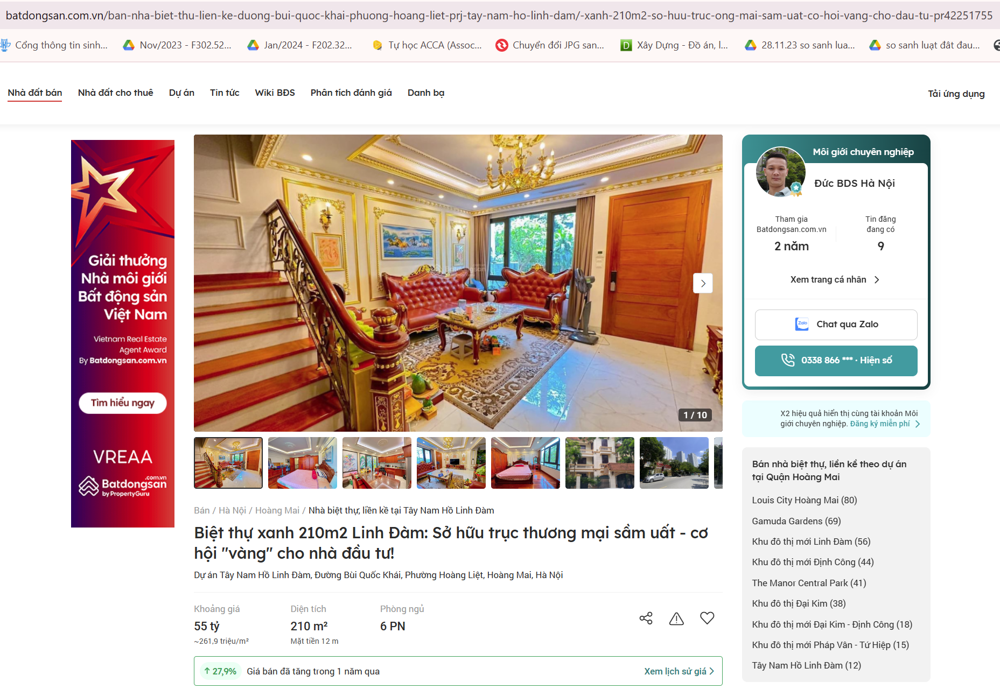 batdongsan.com.vn/ban-nha-biet-thu-lien-ke-duong-bui-quoc-khai-phuong-hoang-liet-prj-tay-nam-ho-linh-dam/-xanh-210m2-so-huu-truc-ong-mai-sam-uat-co-hoi-vang-cho-dau-tu-pr42251755
Cổng thông tin sinh...
Nov/2023 - F302.52...
Jan/2024 - F202.32...
Tự học ACCA (Assoc...
Chuyển đổi JPG san...
D
Xây Dựng - Đồ án, l...
28.11.23 so sanh lua...
so sanh luạt đât đau...
Nhà đất bán
Nhà đất cho thuê
Dự án
Tin tức
Wiki BĐS
Phân tích đánh giá
Danh bạ
Tải ứng dụng
Giải thưởng
Nhà môi giới
Bất động sản
Việt Nam
Vietnam Real Estate
Agent Award
By Batdongsan.com.vn
Tìm hiểu ngay
VREAA
Batdongsan.com.vn
by PropertyGuru
Batdongsan
1 / 10
Bán / Hà Nội / Hoàng Mai / Nhà biệt thự, liền kề tại Tây Nam Hồ Linh Đàm
Biệt thự xanh 210m2 Linh Đàm: Sở hữu trục thương mại sầm uất - cơ
hội "vàng" cho nhà đầu tư!
Dự án Tây Nam Hồ Linh Đàm, Đường Bùi Quốc Khái, Phường Hoàng Liệt, Hoàng Mai, Hà Nội
Khoảng giá
55 tỷ
~261,9 triệu/m²
Diện tích
210 m²
Mặt tiền 12 m
Phòng ngủ
6 PN
27,9%
Giá bán đã tăng trong 1 năm qua
Xem lịch sử giá
Môi giới chuyên nghiệp
Đức BDS Hà Nội
Tham gia
Batdongsan.com.vn
2 năm
Tin đăng
đang có
9
Xem trang cá nhân
Zalo
Chat qua Zalo
0338 866 *** · Hiện số
X2 hiệu quả hiển thị cùng tài khoản Môi
giới chuyên nghiệp. Đăng ký miễn phí
Bán nhà biệt thự, liền kề theo dự án
tại Quận Hoàng Mai
Louis City Hoàng Mai (80)
Gamuda Gardens (69)
Khu đô thị mới Linh Đàm (56)
Khu đô thị mới Định Công (44)
The Manor Central Park (41)
Khu đô thị Đại Kim (38)
Khu đô thị mới Đại Kim - Định Công (18)
Khu đô thị mới Pháp Vân - Tứ Hiệp (15)
Tây Nam Hồ Linh Đàm (12)